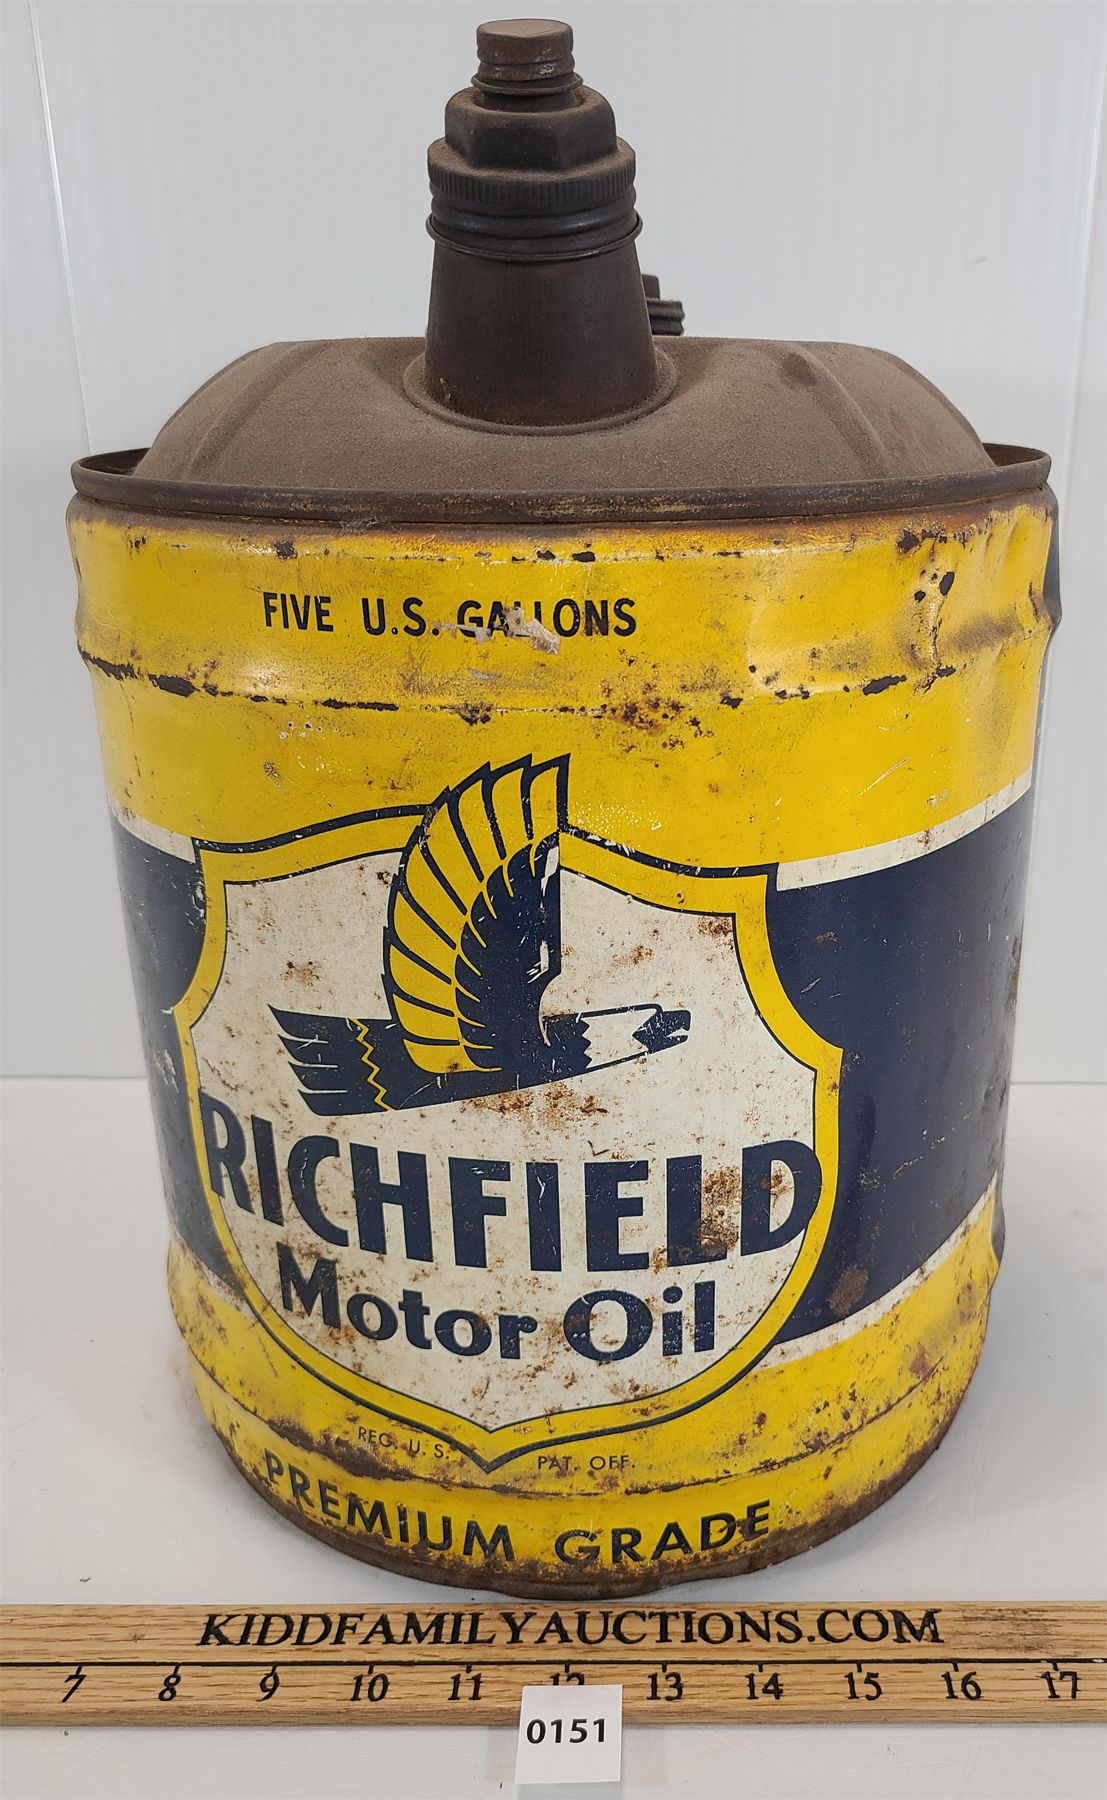 FIVE U.S. GALLONS
RICHFIELD
Motor Oil
REG. U.S. PAT. OFF.
PREMIUM GRADE
KIDDFAMILYAUCTIONS.COM
7 8 9 10 11 12 13 14 15 16 17
0151